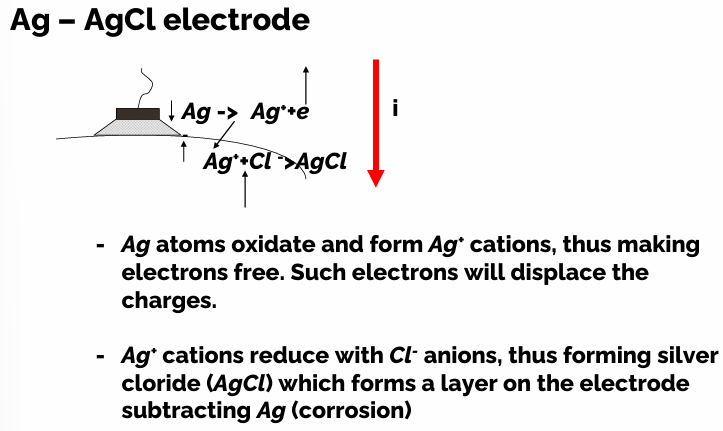 Ag – AgCl electrode
Ag -> Ag⁺+e
i
Ag⁺+Cl⁻->AgCl
- Ag atoms oxidate and form Ag⁺ cations, thus making
electrons free. Such electrons will displace the
charges.
- Ag⁺ cations reduce with Cl⁻ anions, thus forming silver
cloride (AgCl) which forms a layer on the electrode
subtracting Ag (corrosion)